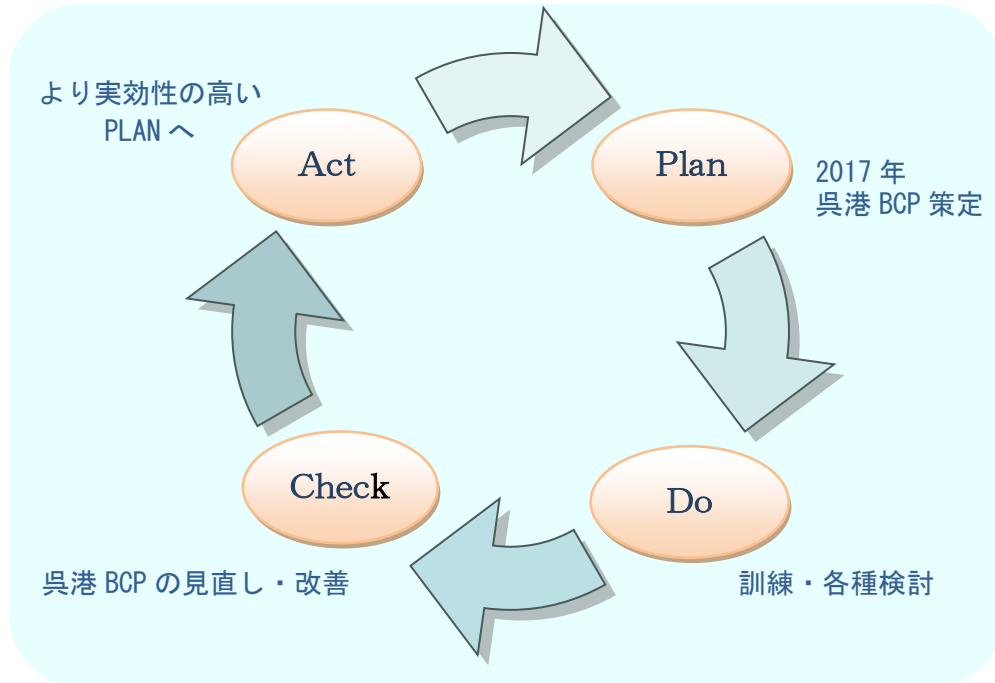 より実効性の高い
PLAN へ
Act
Plan
2017 年
呉港 BCP 策定
Check
Do
呉港 BCP の見直し・改善
訓練・各種検討